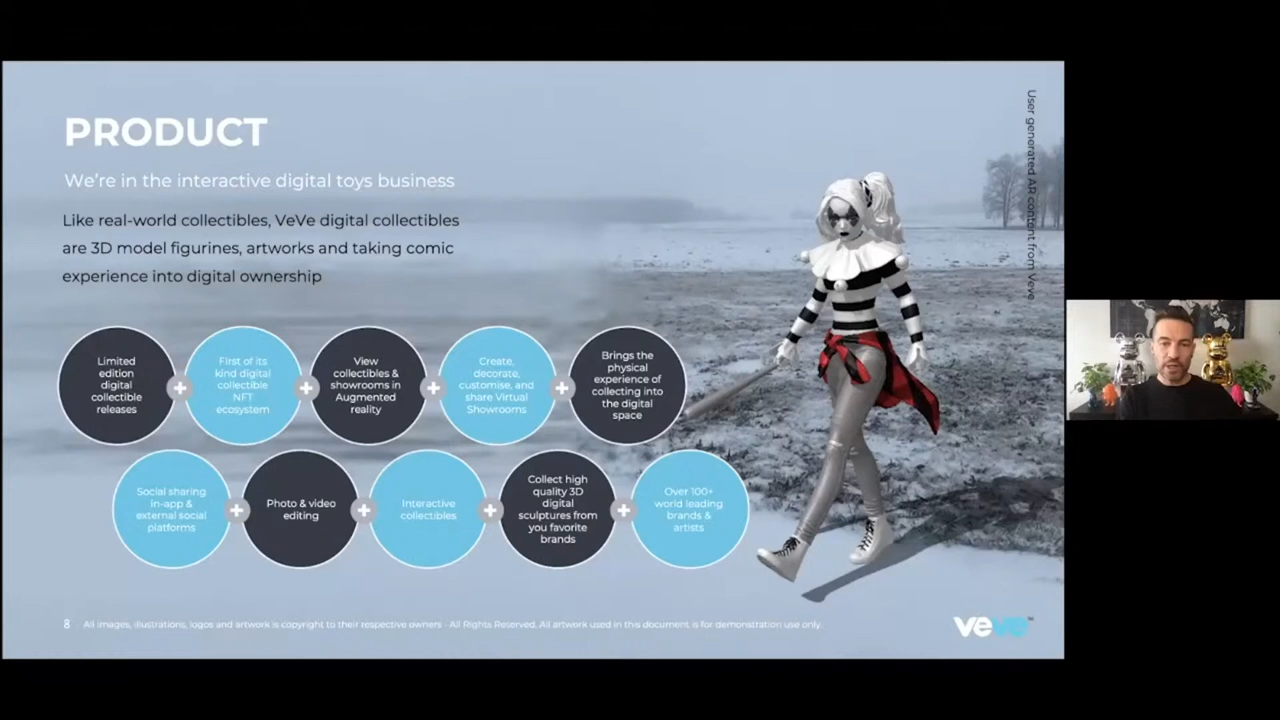 PRODUCT
We're in the interactive digital toys business
Like real-world collectibles, VeVe digital collectibles
are 3D model figurines, artworks and taking comic
experience into digital ownership
Limited
edition
digital
collectible
releases
First of its
kind digital
collectible
NFT
ecosystem
View
collectibles &
showrooms in
Augmented
reality
Create,
decorate,
customise, and
share Virtual
Showrooms
Brings the
physical
experience of
collecting into
the digital
space
Social sharing
in-app &
external social
platforms
Photo & video
editing
Interactive
collectibles
Collect high
quality 3D
digital
sculptures from
you favorite
brands
Over 100+
world leading
brands &
artists
User generated AR content from Veve
8 All images, illustrations, logos and artwork is copyright to their respective owners - All Rights Reserved. All artwork used in this document is for demonstration use only.
veve™